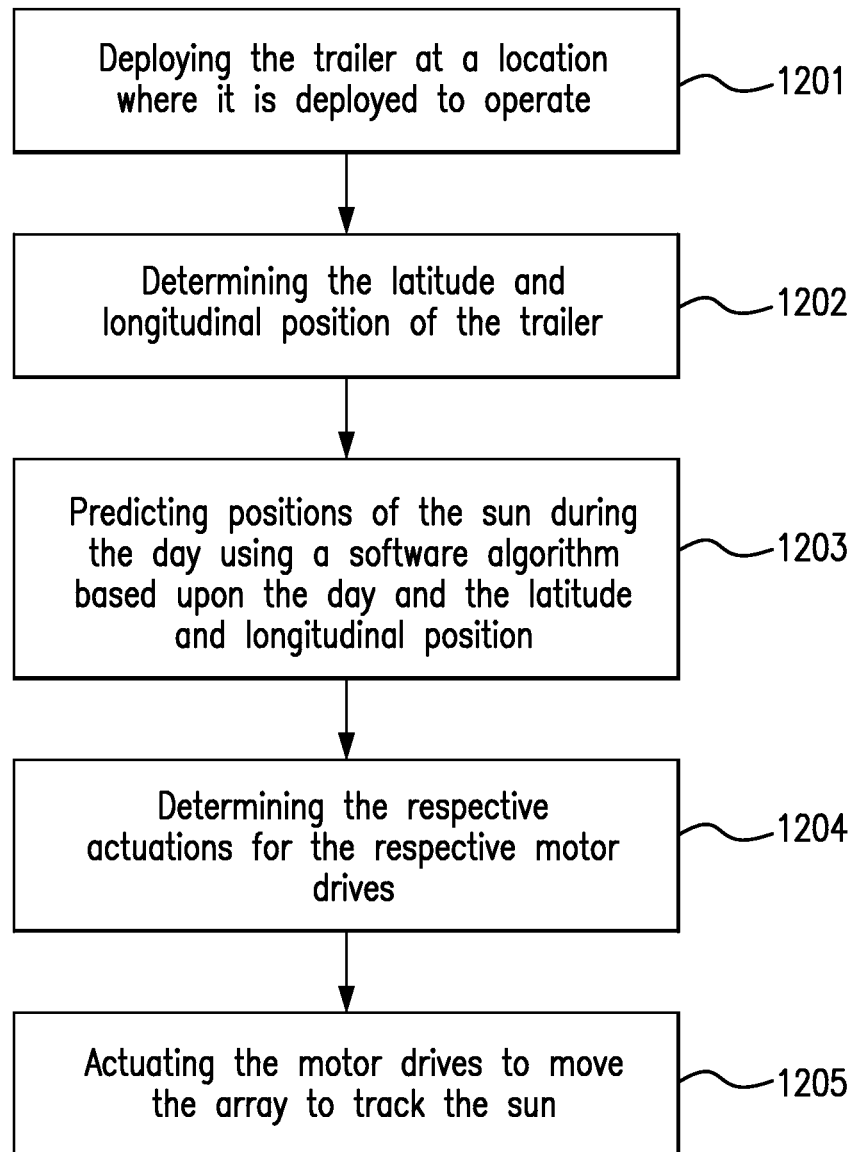 Deploying the trailer at a location
where it is deployed to operate
1201
Determining the latitude and
longitudinal position of the trailer
1202
Predicting positions of the sun during
the day using a software algorithm
based upon the day and the latitude
and longitudinal position
1203
Determining the respective
actuations for the respective motor
drives
1204
Actuating the motor drives to move
the array to track the sun
1205